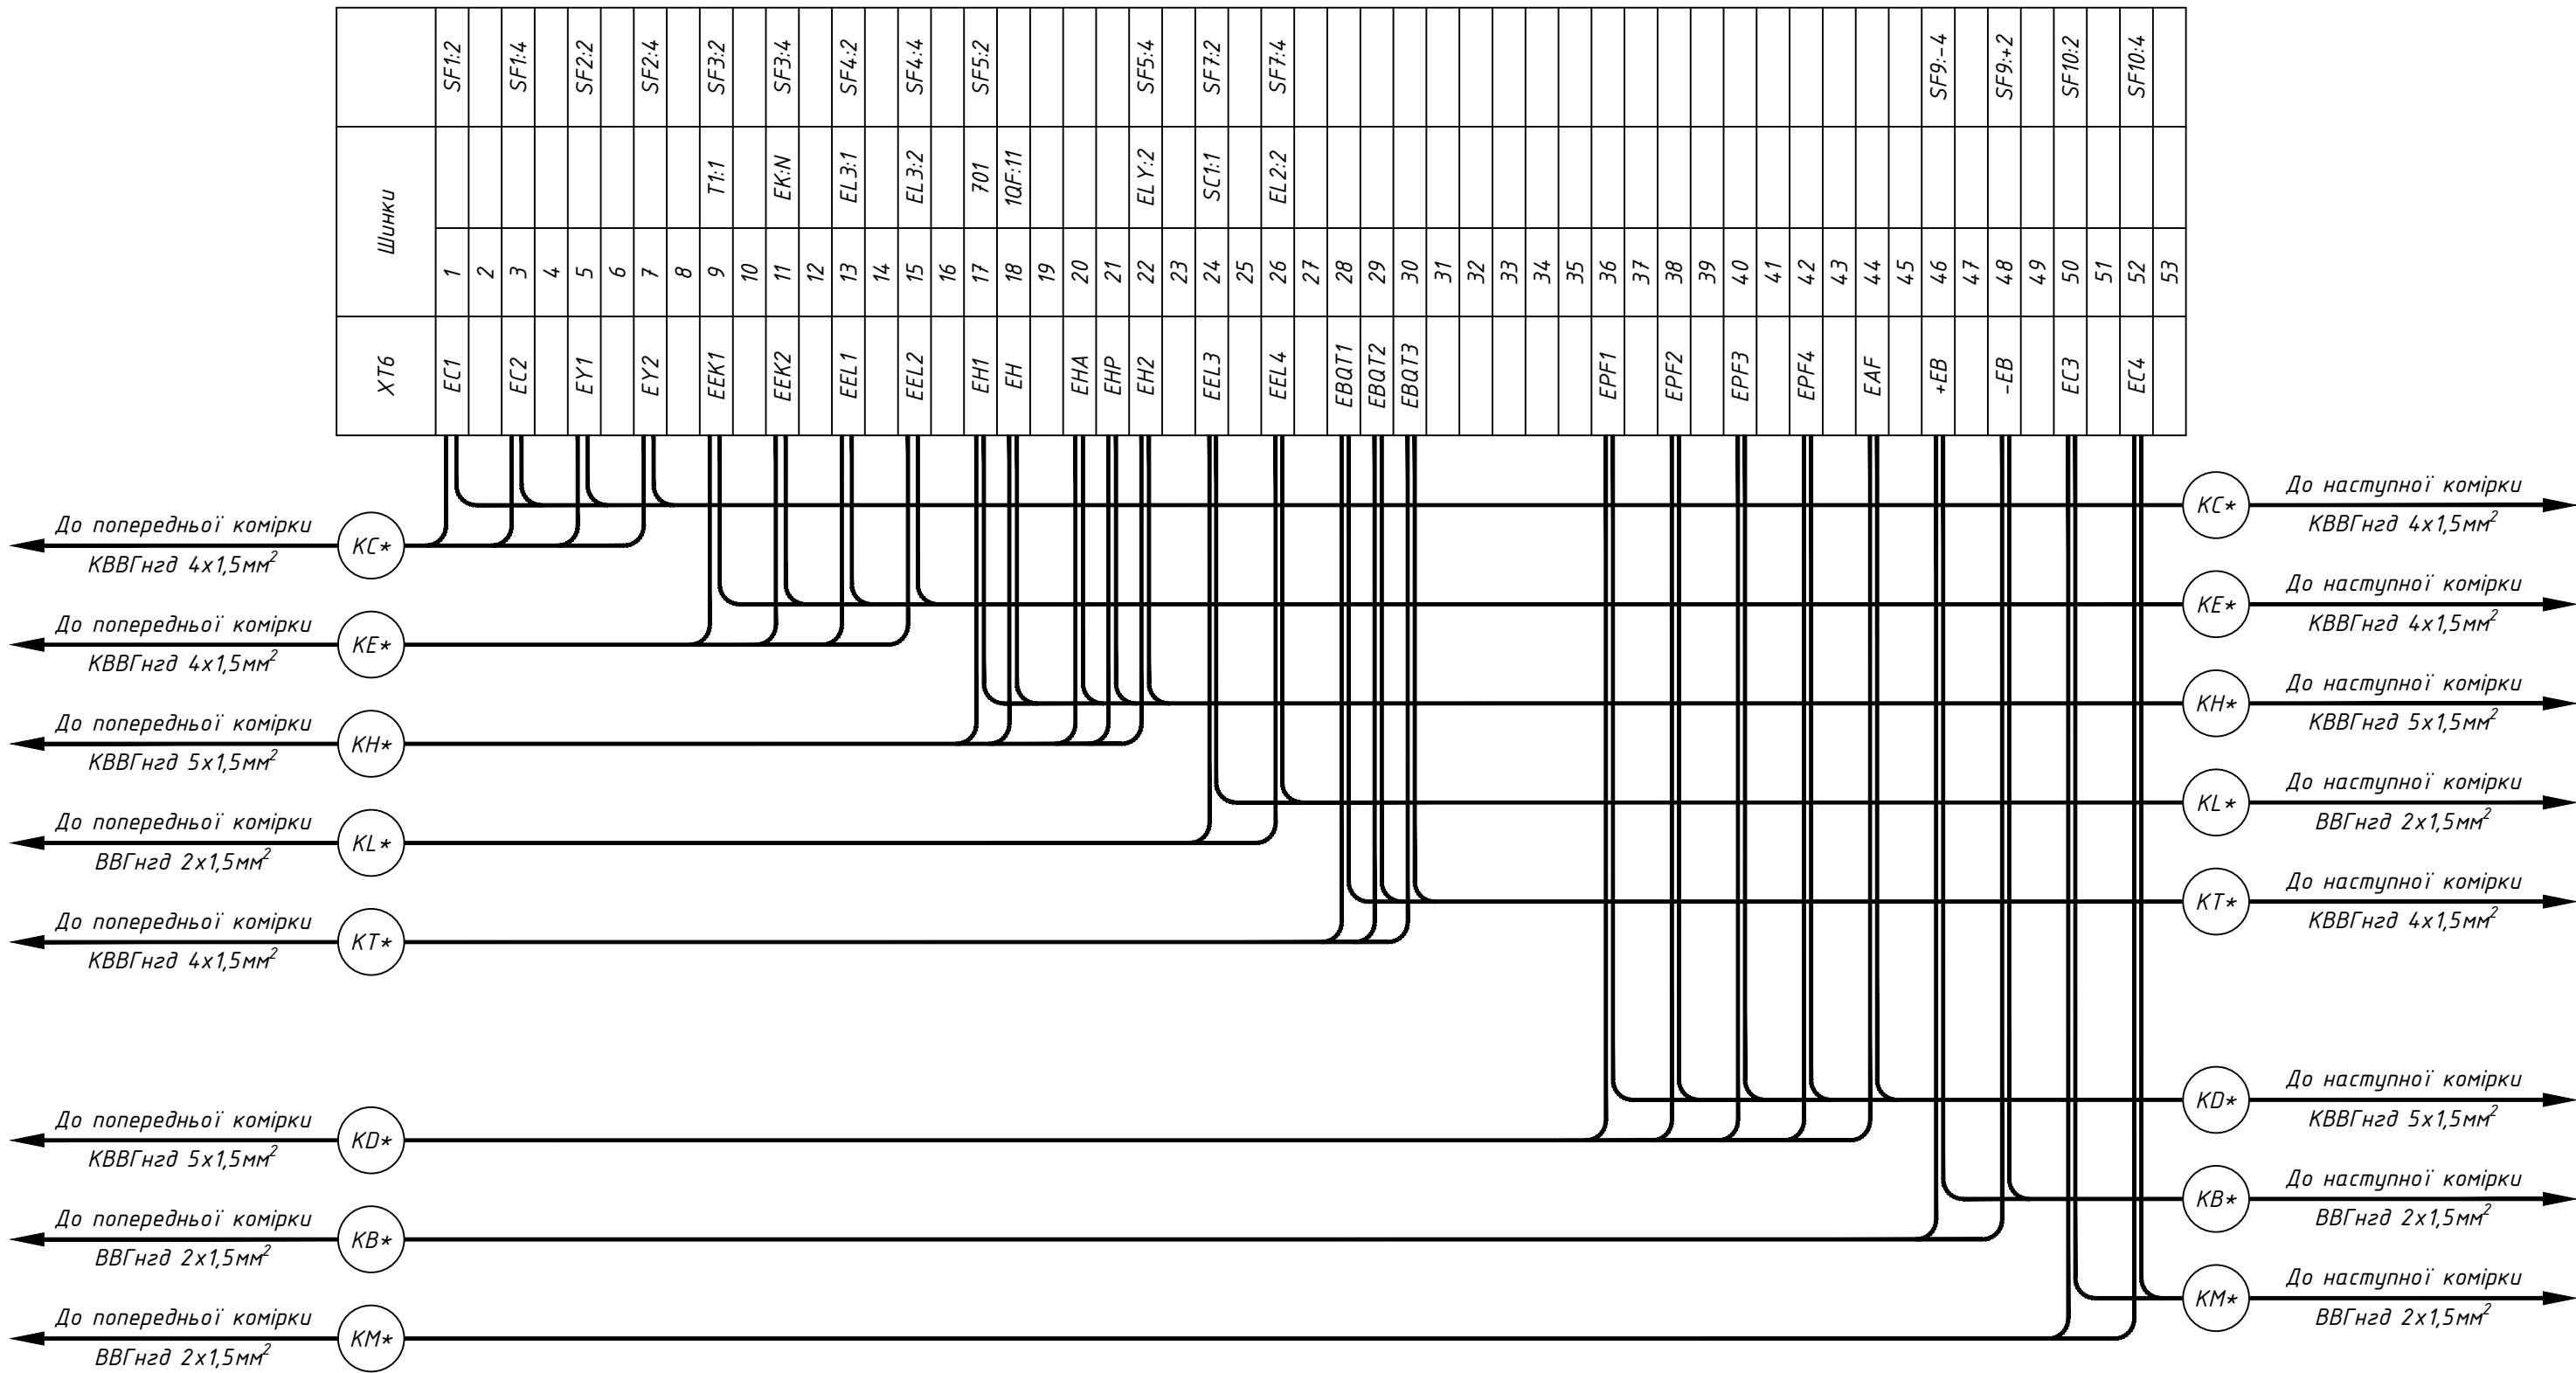 SF1:2 SF1:4 SF2:2 SF2:4 SF3:2 SF3:4 SF4:2 SF4:4 SF5:2 SF5:4 SF7:2 SF7:4 SF9:-4 SF9:+2 SF10:2 SF10:4
Шинки
T1:1 EK:N EL3:1 EL3:2 701 1QF:11 ELY:2 SC1:1 EL2:2
1 2 3 4 5 6 7 8 9 10 11 12 13 14 15 16 17 18 19 20 21 22 23 24 25 26 27 28 29 30 31 32 33 34 35 36 37 38 39 40 41 42 43 44 45 46 47 48 49 50 51 52 53
XT6 EC1 EC2 EY1 EY2 EEK1 EEK2 EEL1 EEL2 EH1 EH EHA EHP EH2 EEL3 EEL4 EBQT1 EBQT2 EBQT3 EPF1 EPF2 EPF3 EPF4 EAF +EB -EB EC3 EC4
До попередньої комірки
KC*
КВВГнгд 4х1,5мм²
До попередньої комірки
KE*
КВВГнгд 4х1,5мм²
До попередньої комірки
KH*
КВВГнгд 5х1,5мм²
До попередньої комірки
KL*
ВВГнгд 2х1,5мм²
До попередньої комірки
KT*
КВВГнгд 4х1,5мм²
До попередньої комірки
KD*
КВВГнгд 5х1,5мм²
До попередньої комірки
KB*
ВВГнгд 2х1,5мм²
До попередньої комірки
KM*
ВВГнгд 2х1,5мм²
До наступної комірки
KC*
КВВГнгд 4х1,5мм²
До наступної комірки
KE*
КВВГнгд 4х1,5мм²
До наступної комірки
KH*
КВВГнгд 5х1,5мм²
До наступної комірки
KL*
ВВГнгд 2х1,5мм²
До наступної комірки
KT*
КВВГнгд 4х1,5мм²
До наступної комірки
KD*
КВВГнгд 5х1,5мм²
До наступної комірки
KB*
ВВГнгд 2х1,5мм²
До наступної комірки
KM*
ВВГнгд 2х1,5мм²